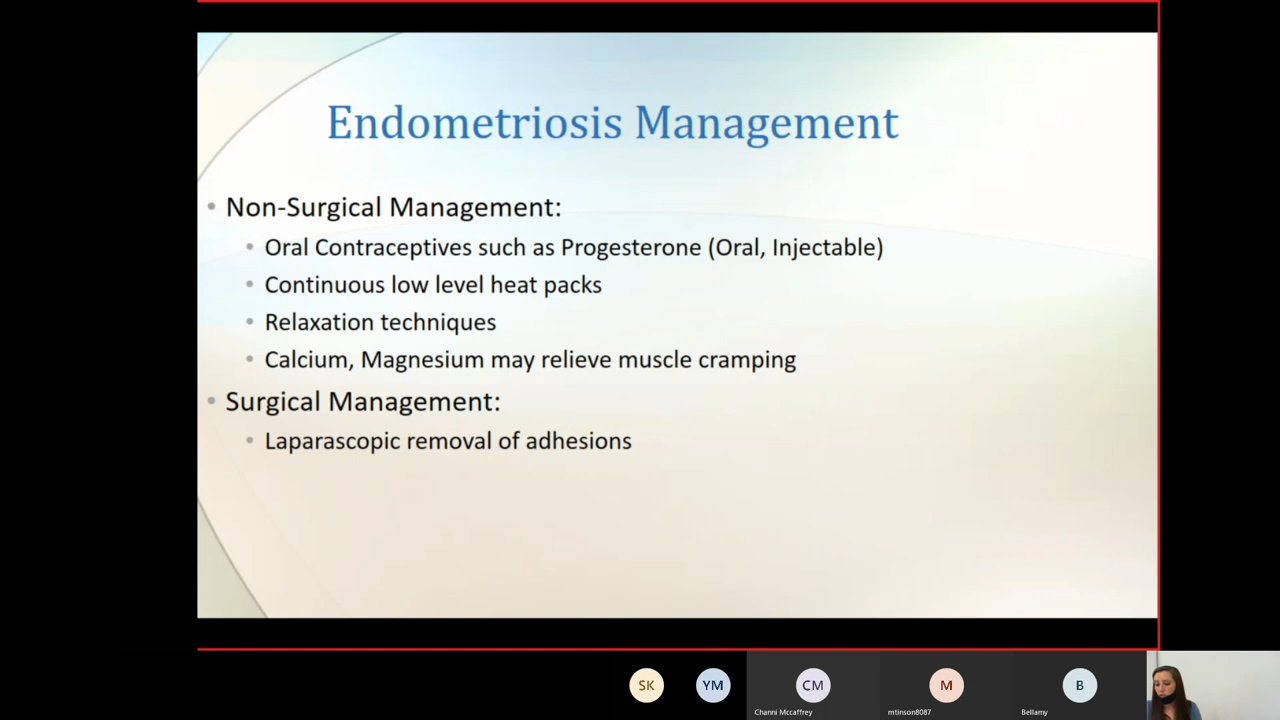 Endometriosis Management
• Non-Surgical Management:
• Oral Contraceptives such as Progesterone (Oral, Injectable)
• Continuous low level heat packs
• Relaxation techniques
• Calcium, Magnesium may relieve muscle cramping
• Surgical Management:
• Laparascopic removal of adhesions
SK YM CM M B
Channi Mccaffrey mtinson8087 Bellamy